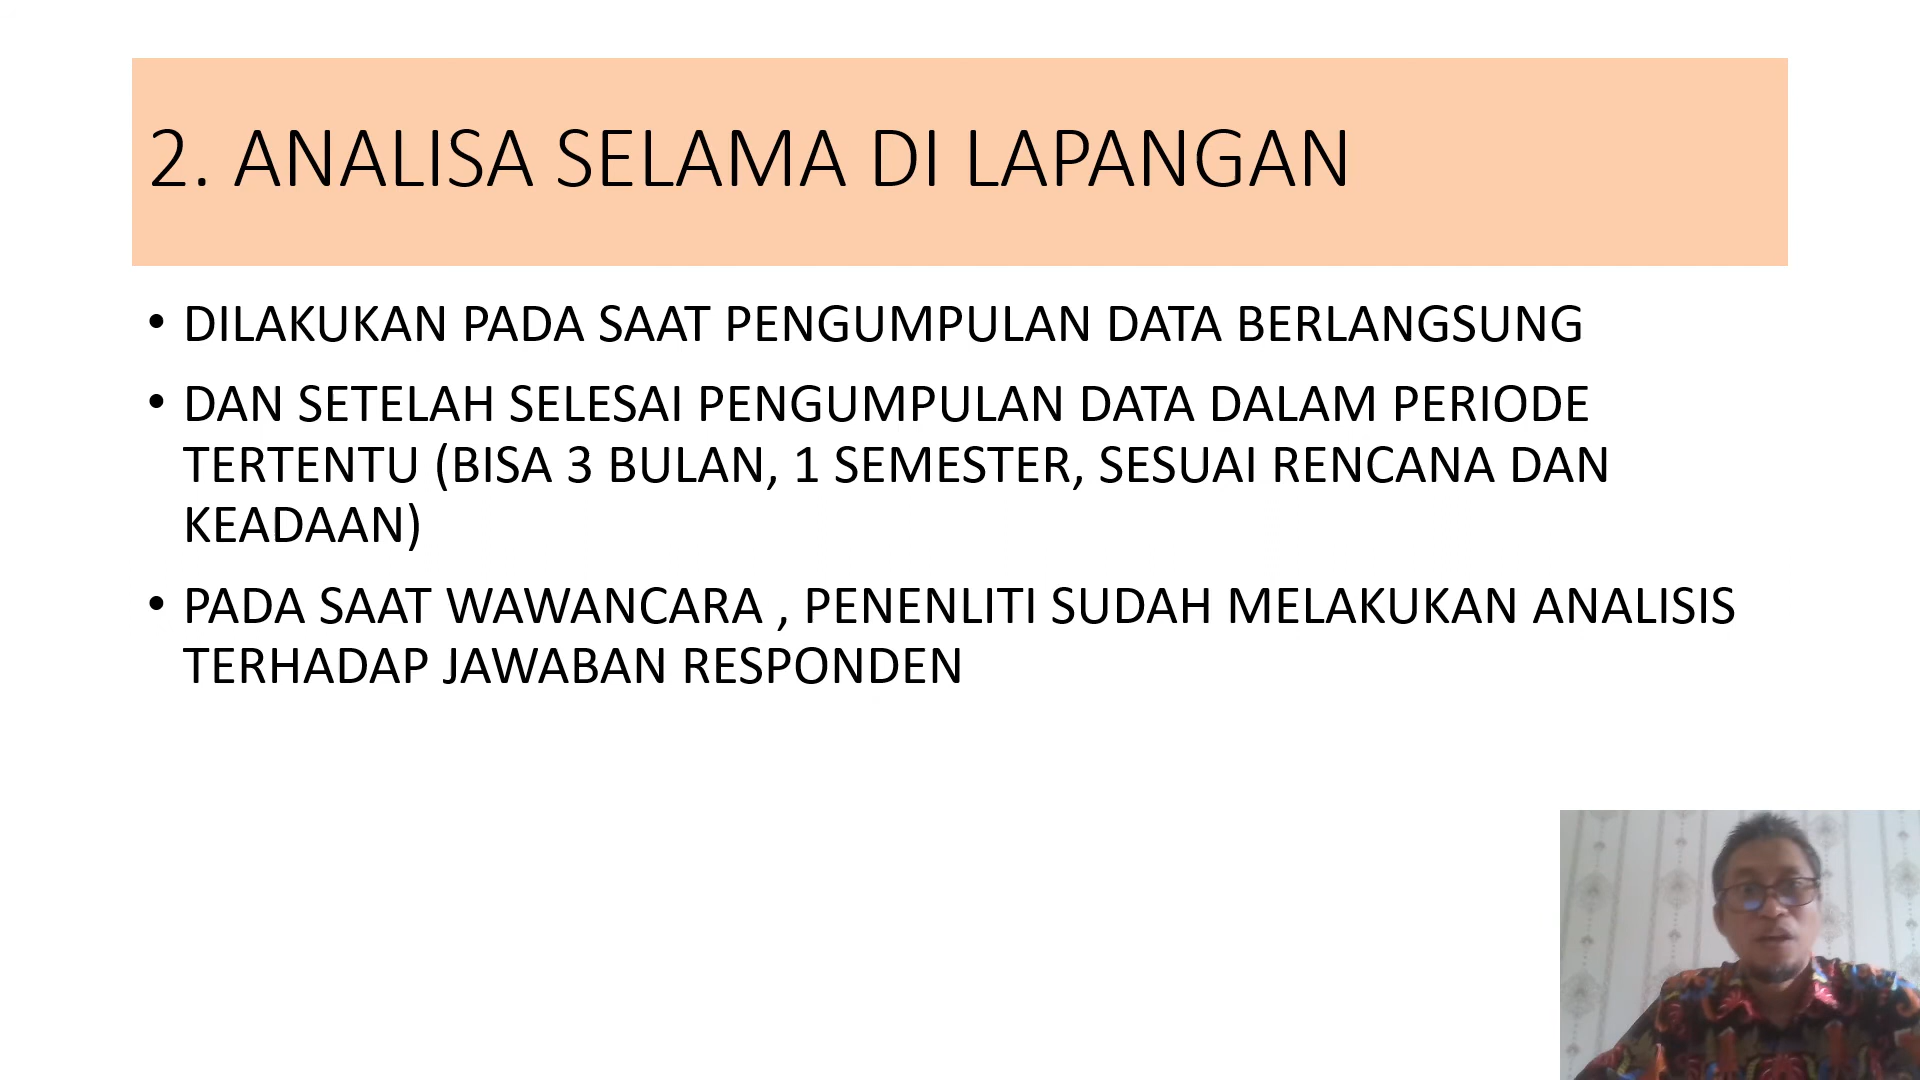 2. ANALISA SELAMA DI LAPANGAN
• DILAKUKAN PADA SAAT PENGUMPULAN DATA BERLANGSUNG
• DAN SETELAH SELESAI PENGUMPULAN DATA DALAM PERIODE
TERTENTU (BISA 3 BULAN, 1 SEMESTER, SESUAI RENCANA DAN
KEADAAN)
• PADA SAAT WAWANCARA , PENENLITI SUDAH MELAKUKAN ANALISIS
TERHADAP JAWABAN RESPONDEN